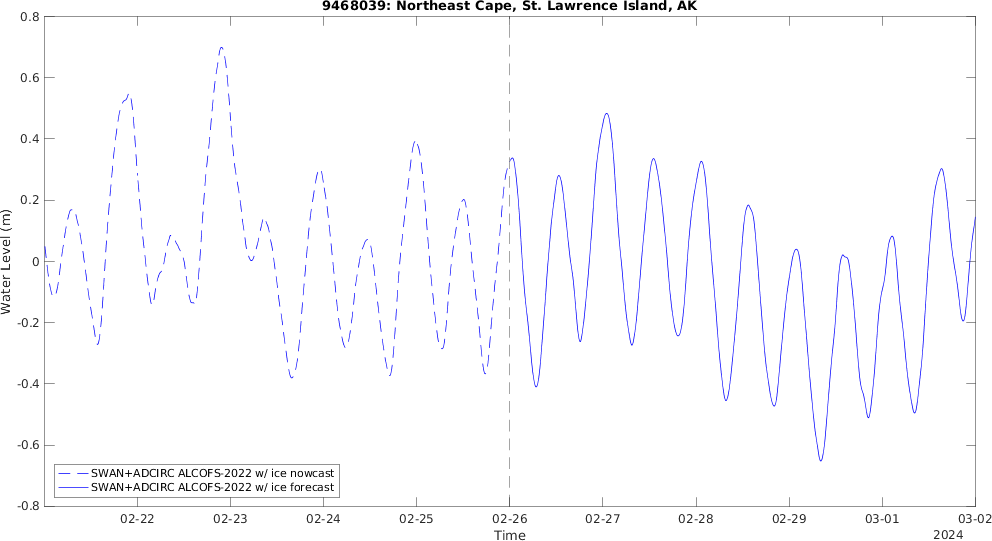 9468039: Northeast Cape, St. Lawrence Island, AK
0.8
0.6
0.4
0.2
0
-0.2
-0.4
-0.6
-0.8
Water Level (m)
SWAN+ADCIRC ALCOFS-2022 w/ ice nowcast
SWAN+ADCIRC ALCOFS-2022 w/ ice forecast
02-22 02-23 02-24 02-25 02-26 02-27 02-28 02-29 03-01 03-02
Time
2024